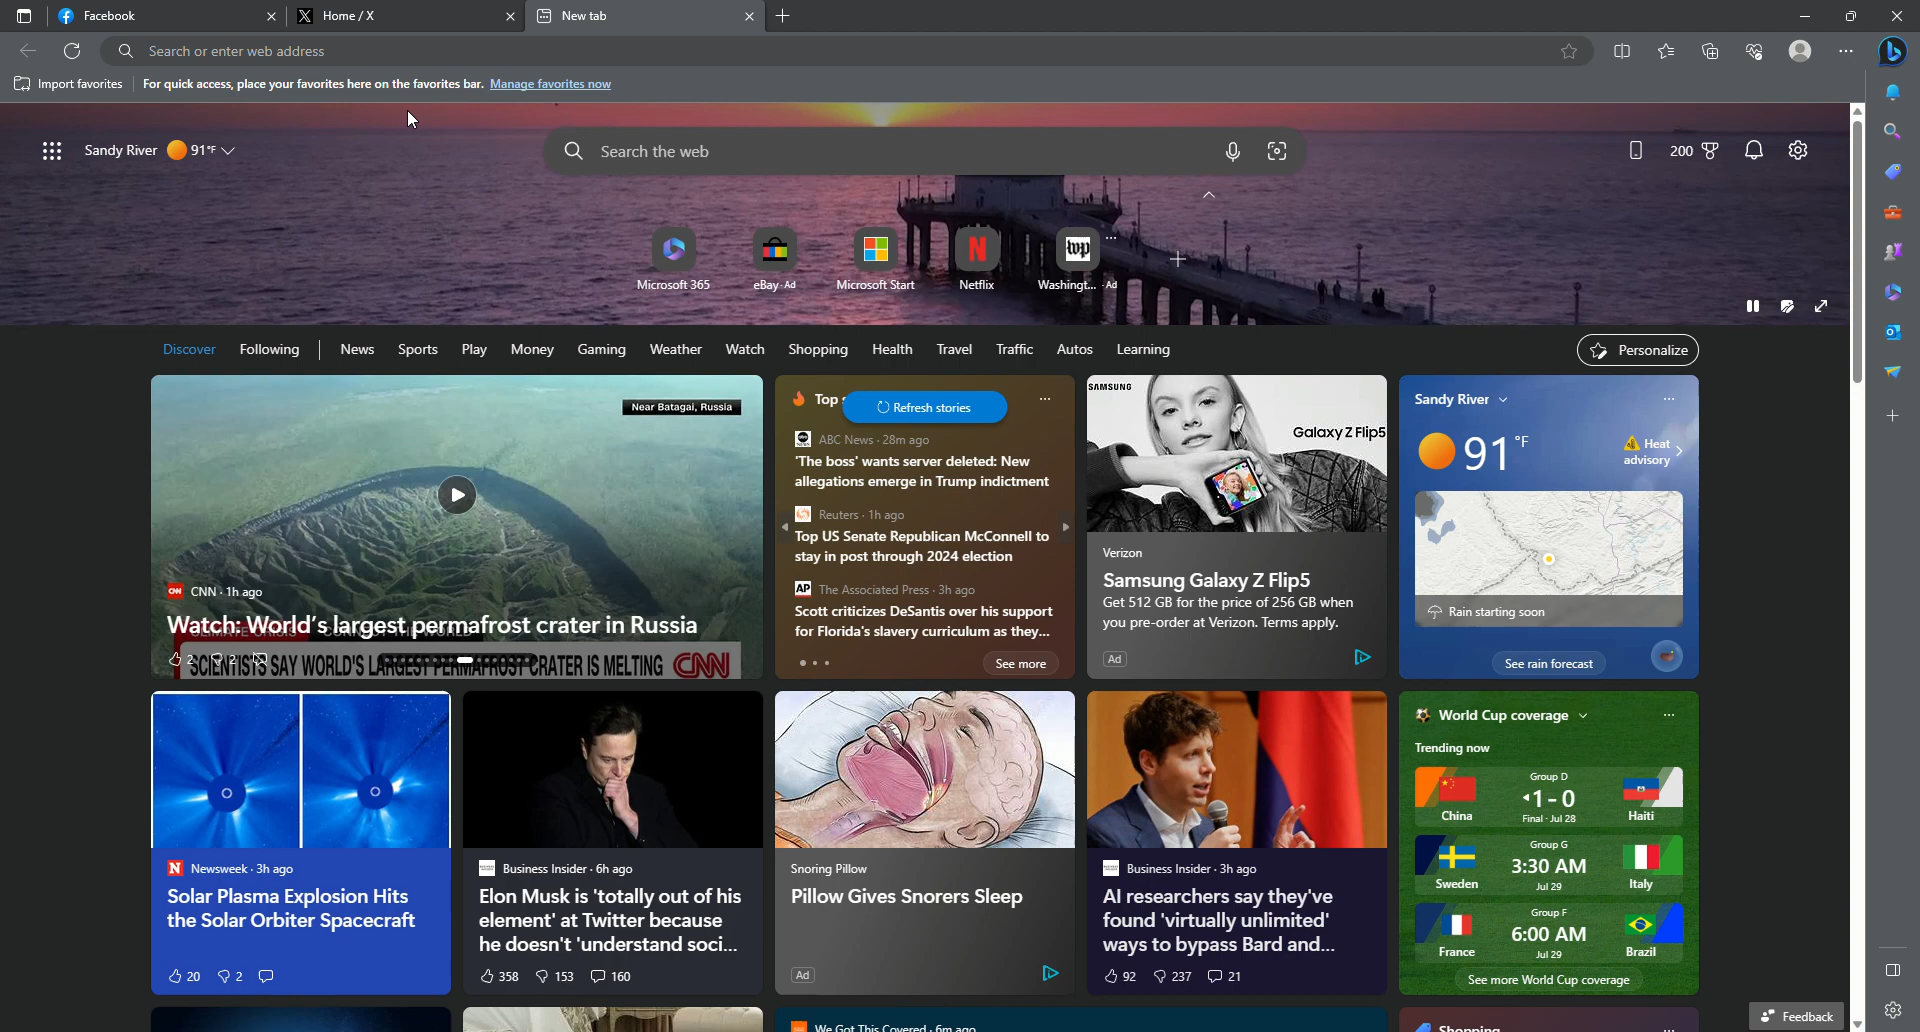 Facebook
Home / X
New tab
Search or enter web address
Import favorites
For quick access, place your favorites here on the favorites bar. Manage favorites now
Sandy River 91°F
Search the web
200
Microsoft 365
eBay · Ad
Microsoft Start
Netflix
Washingt... · Ad
Discover Following News Sports Play Money Gaming Weather Watch Shopping Health Travel Traffic Autos Learning
Personalize
Near Batagai, Russia
CNN · 1h ago
Watch: World's largest permafrost crater in Russia
SCIENTISTS SAY WORLD'S LARGEST PERMAFROST CRATER IS MELTING CNN
2 2
Top
Refresh stories
ABC News · 28m ago
'The boss' wants server deleted: New
allegations emerge in Trump indictment
Reuters · 1h ago
Top US Senate Republican McConnell to
stay in post through 2024 election
AP The Associated Press · 3h ago
Scott criticizes DeSantis over his support
for Florida's slavery curriculum as they...
See more
SAMSUNG
Galaxy Z Flip5
Verizon
Samsung Galaxy Z Flip5
Get 512 GB for the price of 256 GB when
you pre-order at Verizon. Terms apply.
Ad
Sandy River
91°F
Heat
advisory
Rain starting soon
See rain forecast
N Newsweek · 3h ago
Solar Plasma Explosion Hits
the Solar Orbiter Spacecraft
20 2
Business Insider · 6h ago
Elon Musk is 'totally out of his
element' at Twitter because
he doesn't 'understand soci...
358 153 160
Snoring Pillow
Pillow Gives Snorers Sleep
Ad
Business Insider · 3h ago
AI researchers say they've
found 'virtually unlimited'
ways to bypass Bard and...
92 237 21
World Cup coverage
Trending now
Group D
China 1 - 0 Haiti
Final · Jul 28
Group G
Sweden 3:30 AM Italy
Jul 29
Group F
France 6:00 AM Brazil
Jul 29
See more World Cup coverage
We Got This Covered · 6m ago
Shopping
Feedback